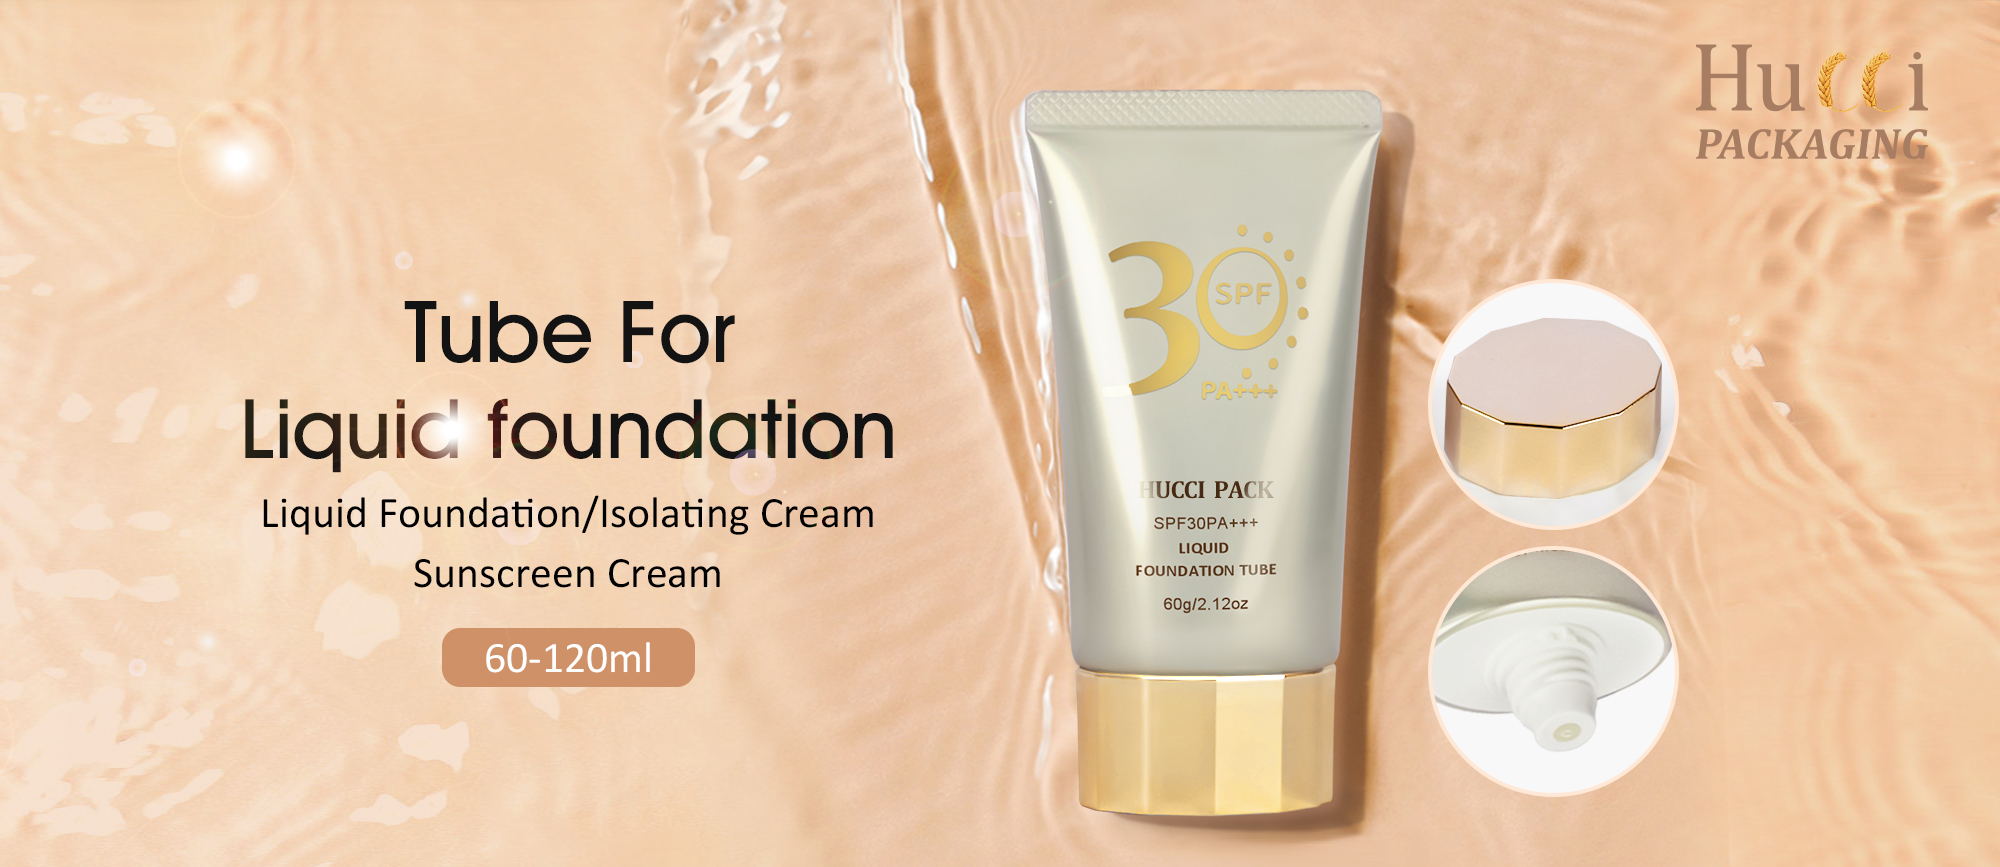 Hucci
PACKAGING
Tube For
Liquid foundation
Liquid Foundation/Isolating Cream
Sunscreen Cream
60-120ml
30
SPF
PA+++
HUCCI PACK
SPF30PA+++
LIQUID
FOUNDATION TUBE
60g/2.12oz